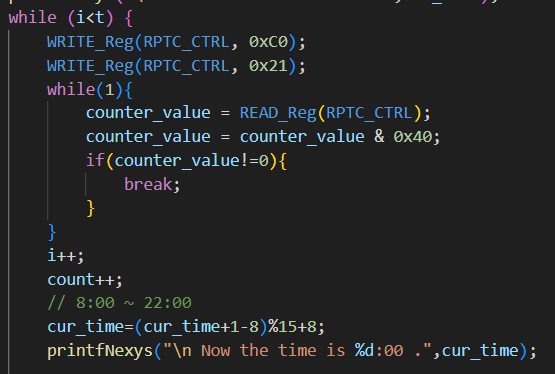 while (i<t) {
WRITE_Reg(RPTC_CTRL, 0xC0);
WRITE_Reg(RPTC_CTRL, 0x21);
while(1){
counter_value = READ_Reg(RPTC_CTRL);
counter_value = counter_value & 0x40;
if(counter_value!=0){
break;
}
}
i++;
count++;
// 8:00 ~ 22:00
cur_time=(cur_time+1-8)%15+8;
printfNexys("\n Now the time is %d:00 .",cur_time);